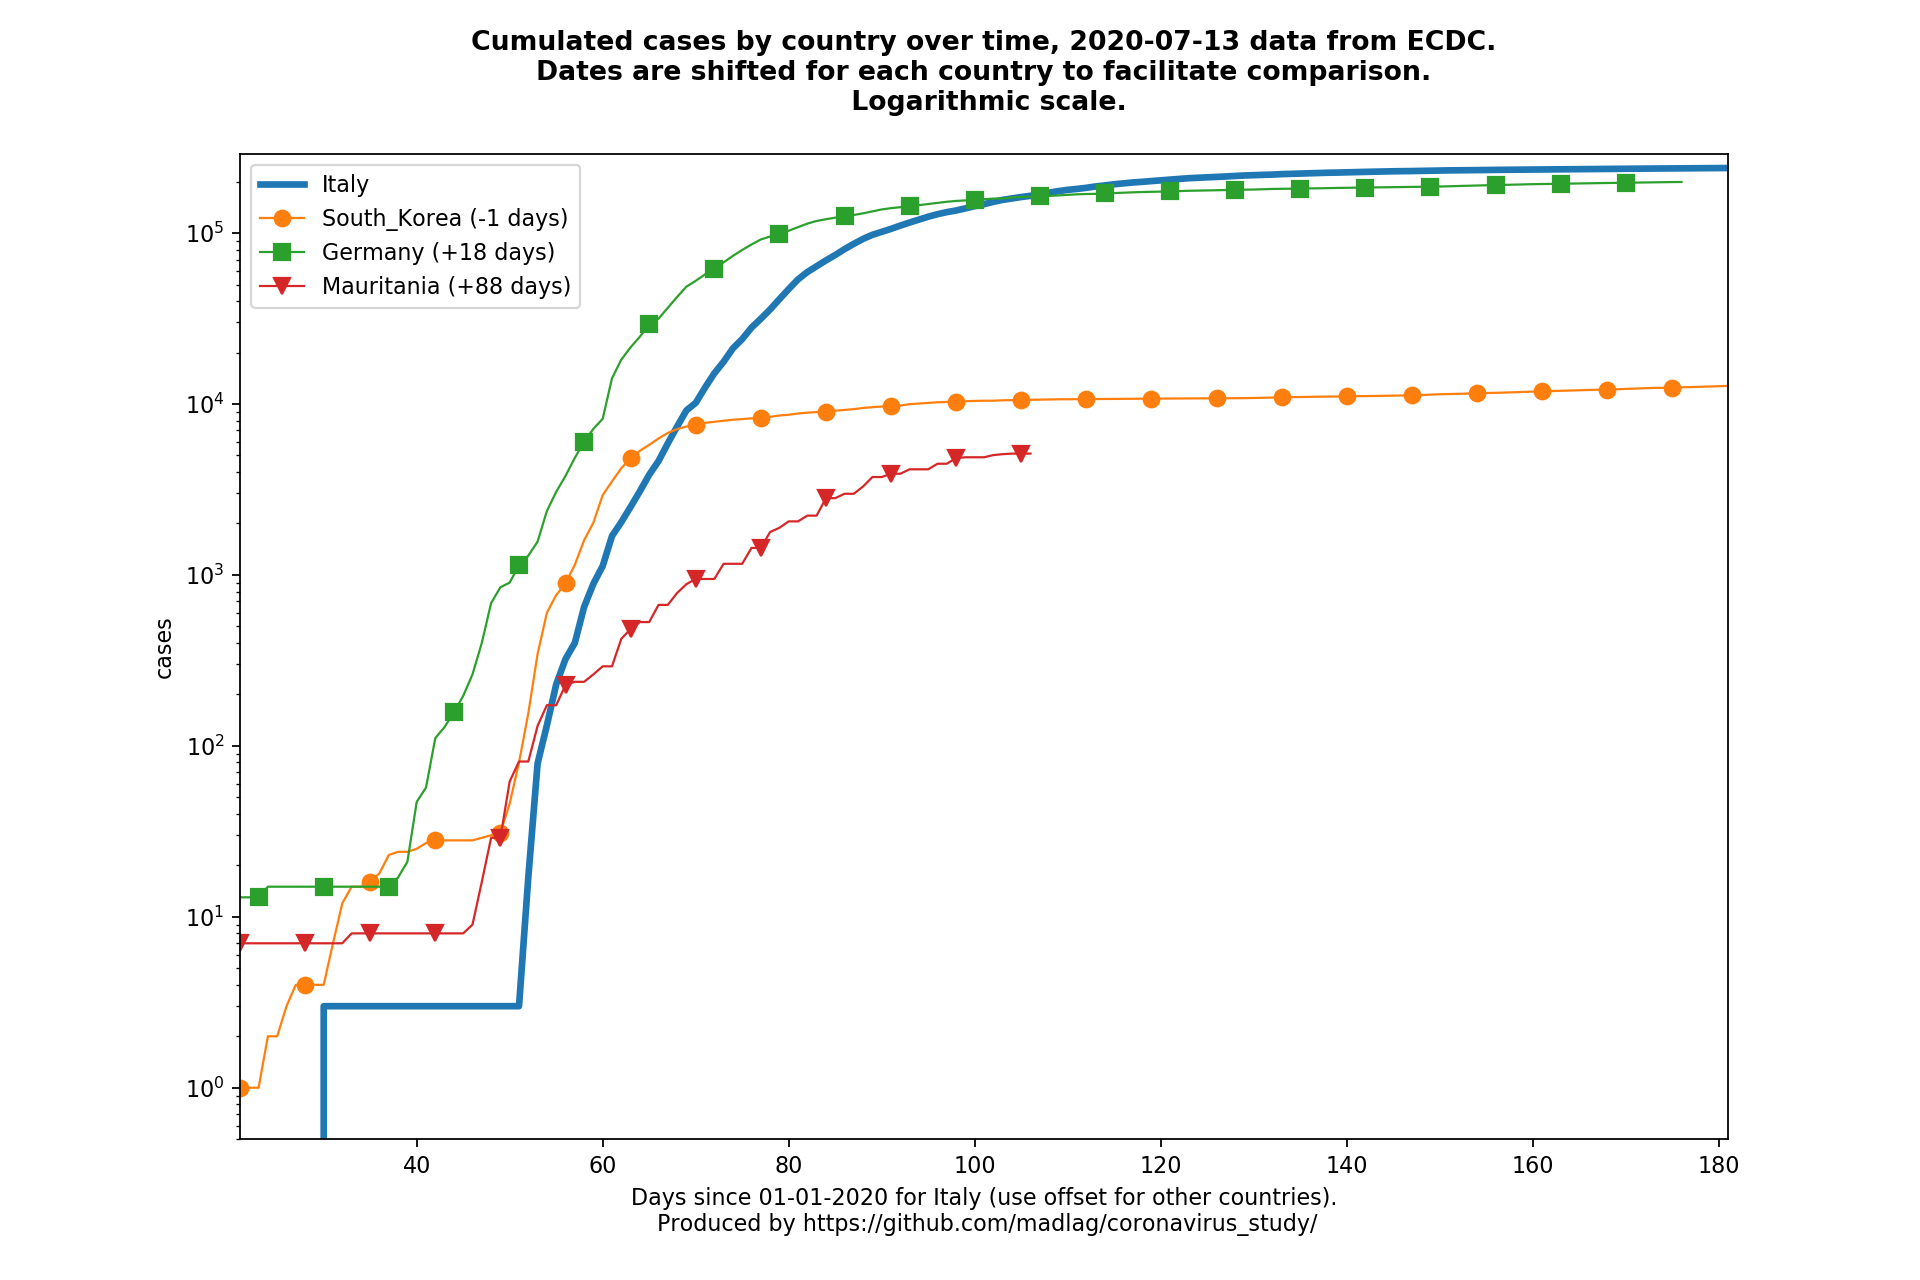 Cumulated cases by country over time, 2020-07-13 data from ECDC.
Dates are shifted for each country to facilitate comparison.
Logarithmic scale.
Italy
South_Korea (-1 days)
Germany (+18 days)
Mauritania (+88 days)
10^5
10^4
10^3
10^2
10^1
10^0
cases
40 60 80 100 120 140 160 180
Days since 01-01-2020 for Italy (use offset for other countries).
Produced by https://github.com/madlag/coronavirus_study/